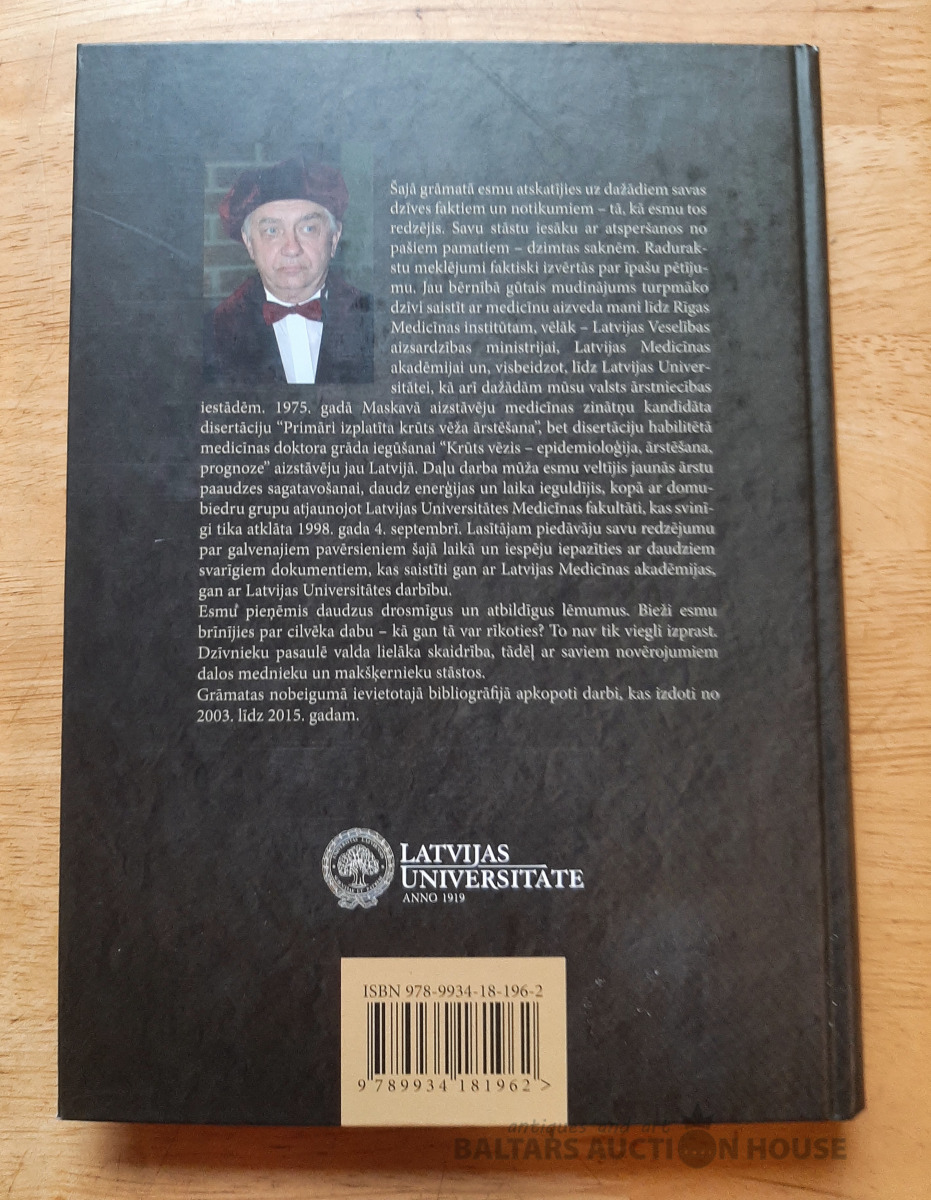 Šajā grāmatā esmu atskatījies uz dažādiem savas
dzīves faktiem un notikumiem – tā, kā esmu tos
redzējis. Savu stāstu iesāku ar atsperšanos no
pašiem pamatiem – dzimtas saknēm. Radurak-
stu meklējumi faktiski izvērtās par īpašu pētīju-
mu. Jau bērnībā gūtais mudinājums turpmāko
dzīvi saistīt ar medicīnu aizveda mani līdz Rīgas
Medicīnas institūtam, vēlāk – Latvijas Veselības
aizsardzības ministrijai, Latvijas Medicīnas
akadēmijai un, visbeidzot, līdz Latvijas Univer-
sitātei, kā arī dažādām mūsu valsts ārstniecības
iestādēm. 1975. gadā Maskavā aizstāvēju medicīnas zinātņu kandidāta
disertāciju “Primāri izplatīta krūts vēža ārstēšana”, bet disertāciju habilitētā
medicīnas doktora grāda iegūšanai “Krūts vēzis – epidemioloģija, ārstēšana,
prognoze” aizstāvēju jau Latvijā. Daļu darba mūža esmu veltījis jaunās ārstu
paaudzes sagatavošanai, daudz enerģijas un laika ieguldījis, kopā ar domu-
biedru grupu atjaunojot Latvijas Universitātes Medicīnas fakultāti, kas svinī-
gi tika atklāta 1998. gada 4. septembrī. Lasītājam piedāvāju savu redzējumu
par galvenajiem pavērsieniem šajā laikā un iespēju iepazīties ar daudziem
svarīgiem dokumentiem, kas saistīti gan ar Latvijas Medicīnas akadēmijas,
gan ar Latvijas Universitātes darbību.
Esmu pieņēmis daudzus drosmīgus un atbildīgus lēmumus. Bieži esmu
brīnījies par cilvēka dabu – kā gan tā var rīkoties? To nav tik viegli izprast.
Dzīvnieku pasaulē valda lielāka skaidrība, tādēļ ar saviem novērojumiem
dalos mednieku un makšķernieku stāstos.
Grāmatas nobeigumā ievietotajā bibliogrāfijā apkopoti darbi, kas izdoti no
2003. līdz 2015. gadam.
LATVIJAS
UNIVERSITĀTE
ANNO 1919
ISBN 978-9934-18-196-2
9 789934 181962 >
antiques and art
BALTARS AUCTION HOUSE